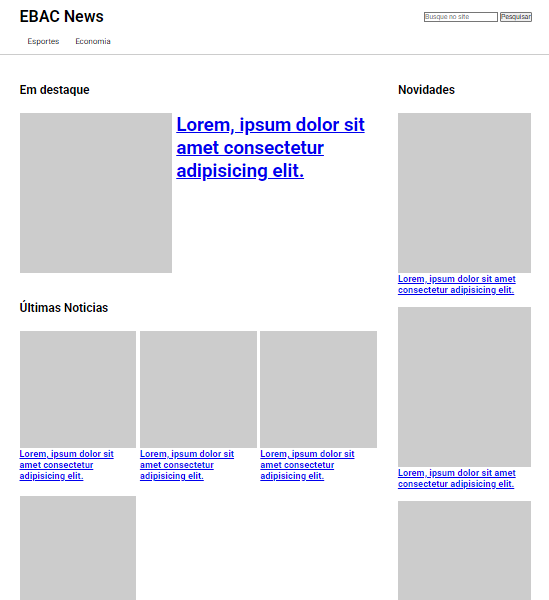 EBAC News
Busque no site
Pesquisar
Esportes
Economia
Em destaque
Lorem, ipsum dolor sit
amet consectetur
adipisicing elit.
Últimas Noticias
Lorem, ipsum dolor sit
amet consectetur
adipisicing elit.
Lorem, ipsum dolor sit
amet consectetur
adipisicing elit.
Lorem, ipsum dolor sit
amet consectetur
adipisicing elit.
Novidades
Lorem, ipsum dolor sit amet
consectetur adipisicing elit.
Lorem, ipsum dolor sit amet
consectetur adipisicing elit.